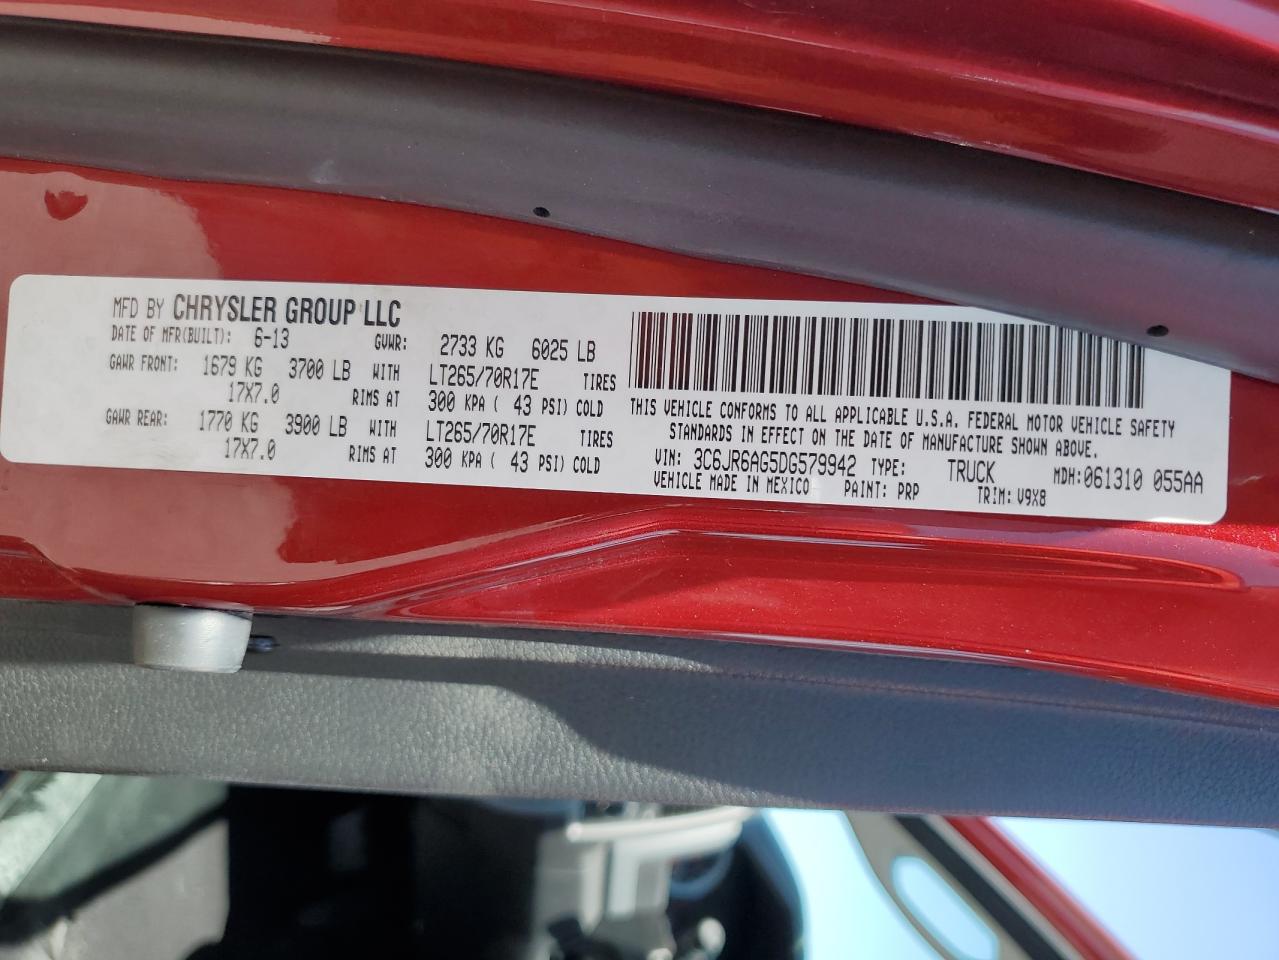 MFD BY CHRYSLER GROUP LLC
DATE OF MFR(BUILT): 6-13 GVWR: 2733 KG 6025 LB
GAWR FRONT: 1679 KG 3700 LB WITH LT265/70R17E TIRES
17X7.0 RIMS AT 300 KPA ( 43 PSI) COLD
GAWR REAR: 1770 KG 3900 LB WITH LT265/70R17E TIRES
17X7.0 RIMS AT 300 KPA ( 43 PSI) COLD
THIS VEHICLE CONFORMS TO ALL APPLICABLE U.S.A. FEDERAL MOTOR VEHICLE SAFETY
STANDARDS IN EFFECT ON THE DATE OF MANUFACTURE SHOWN ABOVE.
VIN: 3C6JR6AG5DG579942 TYPE: TRUCK MDH:061310 055AA
VEHICLE MADE IN MEXICO PAINT: PRP TRIM: V9X8